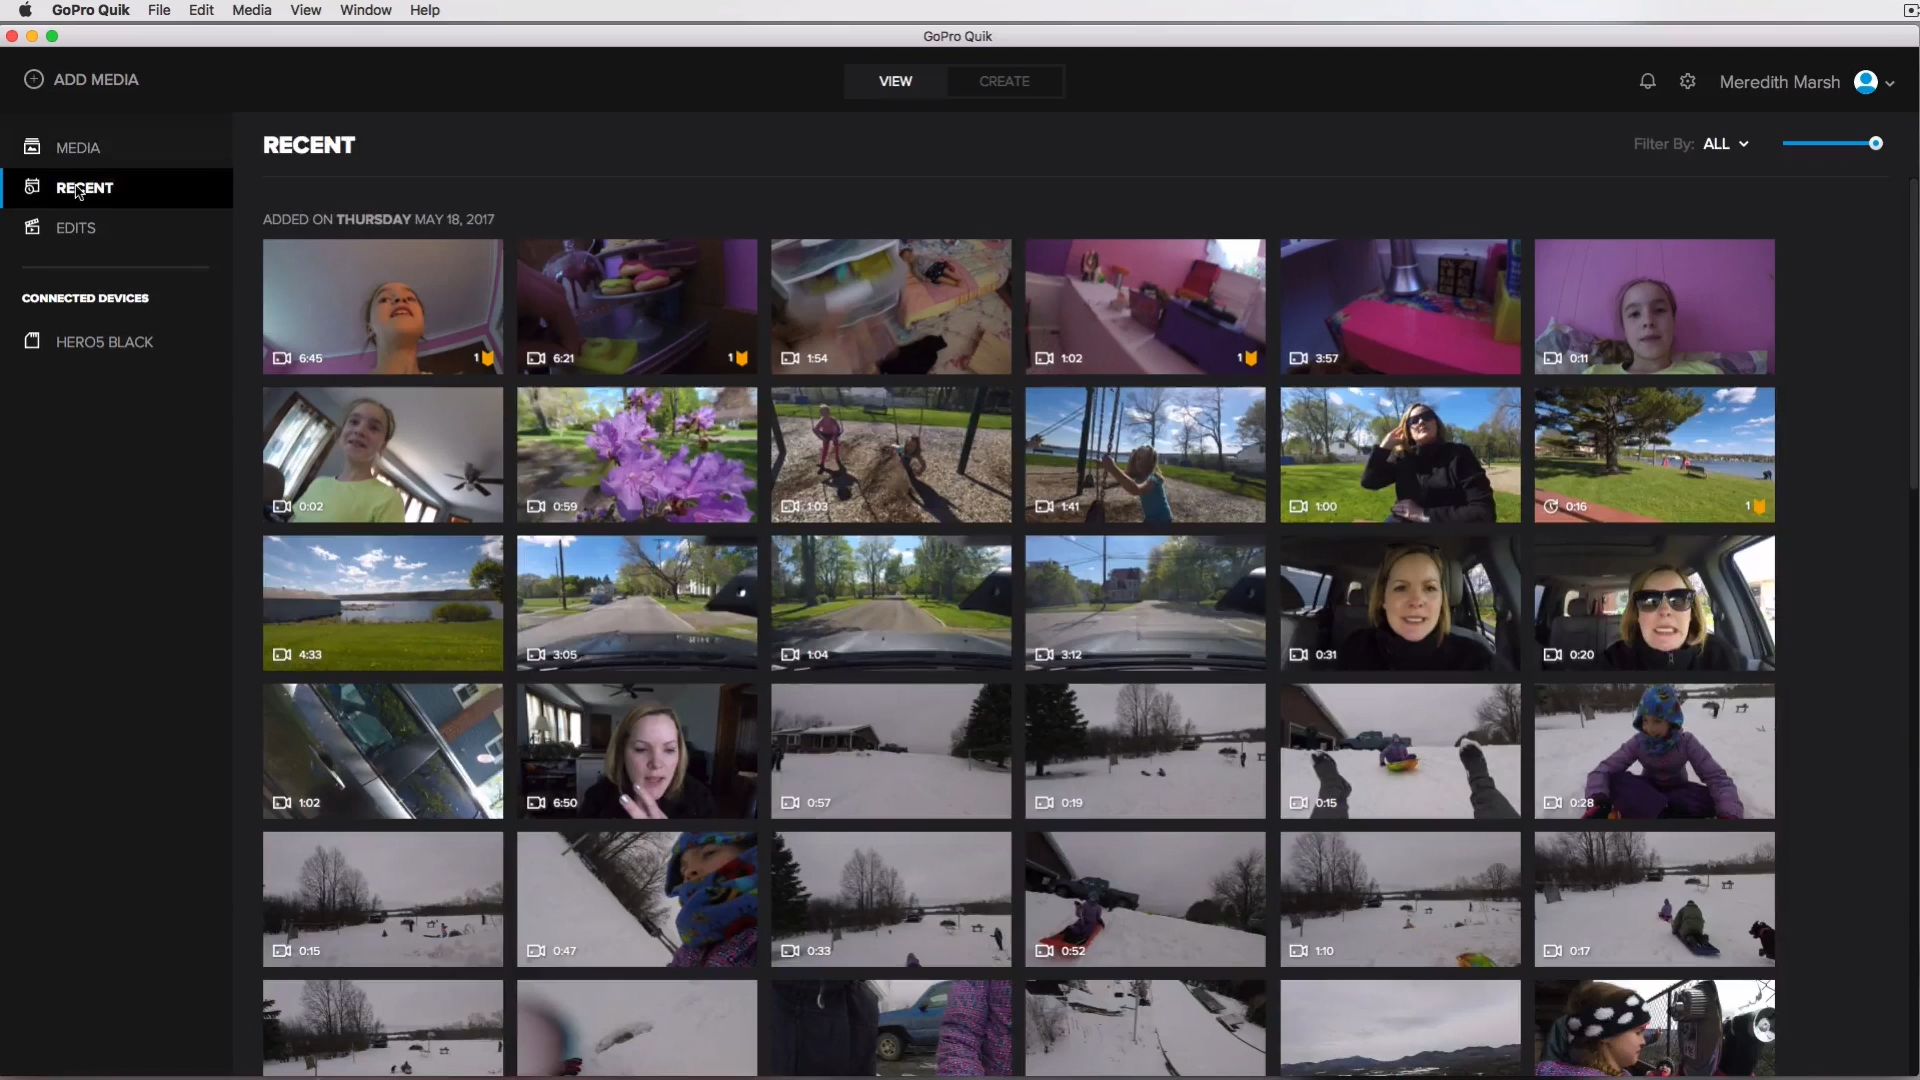 GoPro Quik File Edit Media View Window Help
GoPro Quik
ADD MEDIA
VIEW CREATE
Meredith Marsh
MEDIA
RECENT
EDITS
CONNECTED DEVICES
HERO5 BLACK
RECENT
Filter By: ALL
ADDED ON THURSDAY MAY 18, 2017
6:45 1 6:21 1 1:54 1:02 1 3:57 0:11
0:02 0:59 1:03 1:41 1:00 0:16 1
4:33 3:05 1:04 3:12 0:31 0:20
1:02 6:50 0:57 0:19 0:15 0:28
0:15 0:47 0:33 0:52 1:10 0:17